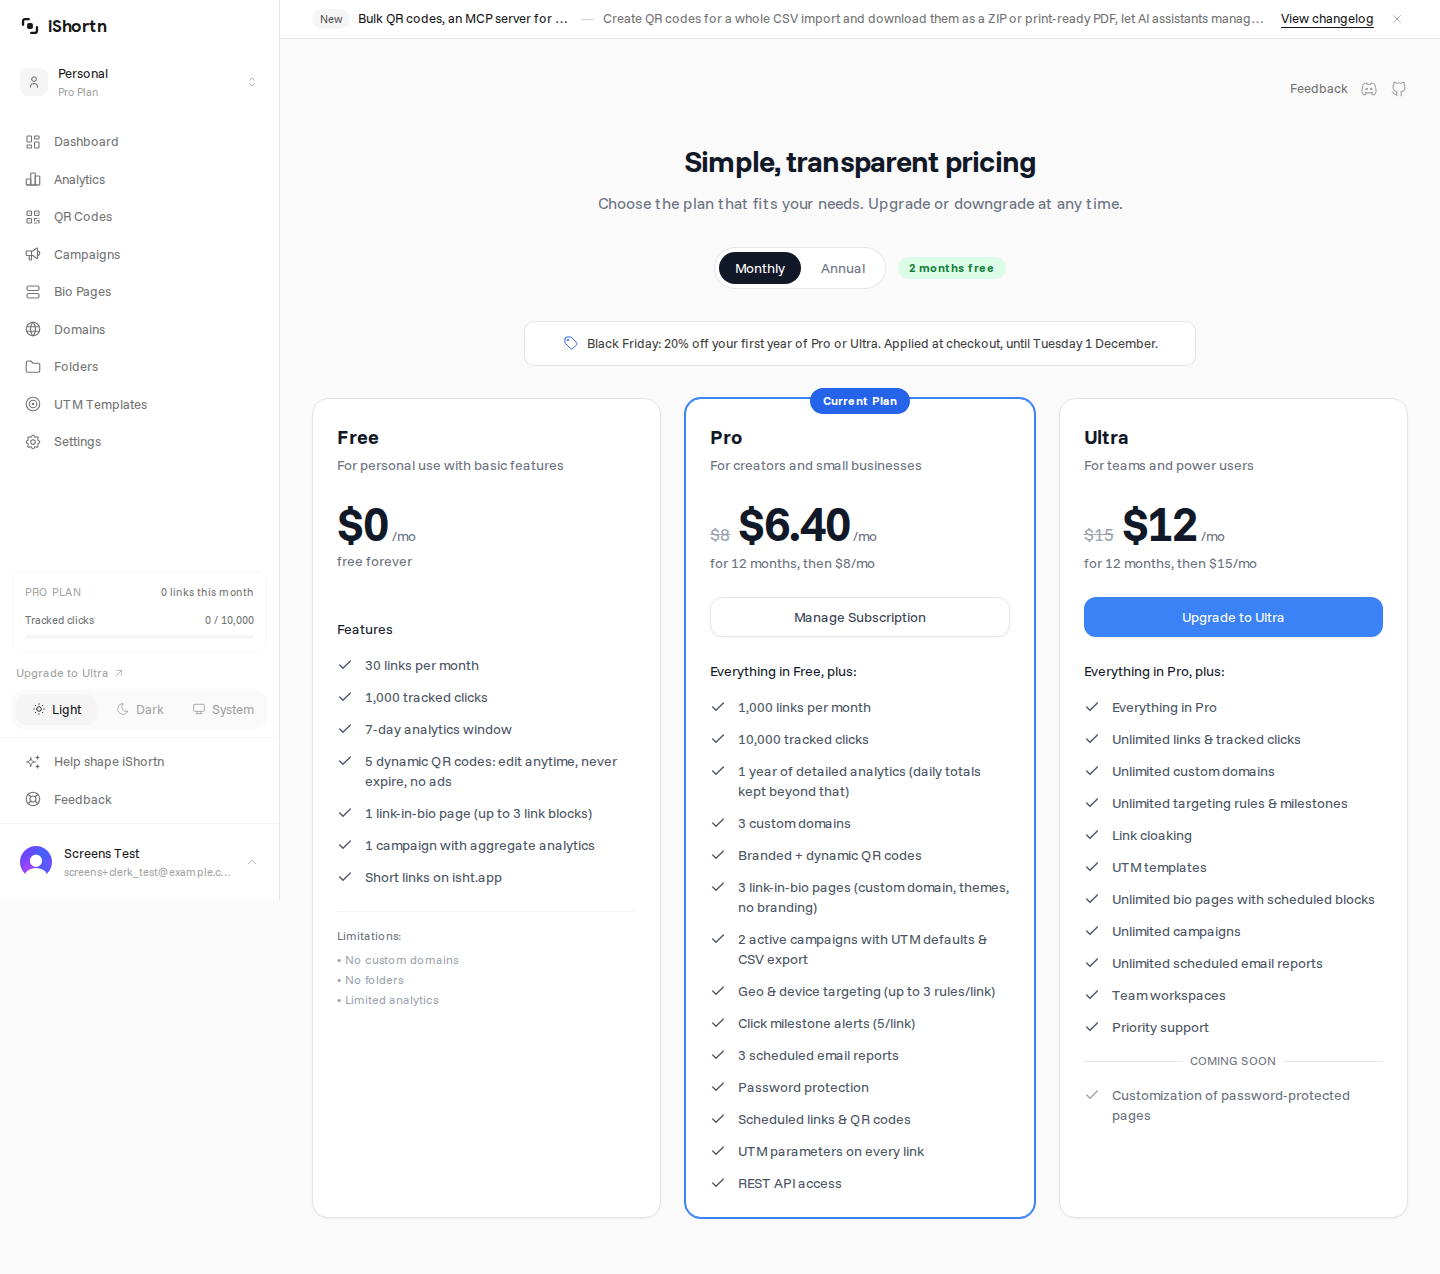 iShortn
Personal
Pro Plan
Dashboard
Analytics
QR Codes
Campaigns
Bio Pages
Domains
Folders
UTM Templates
Settings
PRO PLAN 0 links this month
Tracked clicks 0 / 10,000
Upgrade to Ultra
Light Dark System
Help shape iShortn
Feedback
Screens Test
screens+clerk_test@example.c...
New Bulk QR codes, an MCP server for ... — Create QR codes for a whole CSV import and download them as a ZIP or print-ready PDF, let AI assistants manag... View changelog
Feedback
Simple, transparent pricing
Choose the plan that fits your needs. Upgrade or downgrade at any time.
Monthly Annual 2 months free
Black Friday: 20% off your first year of Pro or Ultra. Applied at checkout, until Tuesday 1 December.
Free
For personal use with basic features
$0 /mo
free forever
Features
30 links per month
1,000 tracked clicks
7-day analytics window
5 dynamic QR codes: edit anytime, never
expire, no ads
1 link-in-bio page (up to 3 link blocks)
1 campaign with aggregate analytics
Short links on isht.app
Limitations:
• No custom domains
• No folders
• Limited analytics
Current Plan
Pro
For creators and small businesses
$8 $6.40 /mo
for 12 months, then $8/mo
Manage Subscription
Everything in Free, plus:
1,000 links per month
10,000 tracked clicks
1 year of detailed analytics (daily totals
kept beyond that)
3 custom domains
Branded + dynamic QR codes
3 link-in-bio pages (custom domain, themes,
no branding)
2 active campaigns with UTM defaults &
CSV export
Geo & device targeting (up to 3 rules/link)
Click milestone alerts (5/link)
3 scheduled email reports
Password protection
Scheduled links & QR codes
UTM parameters on every link
REST API access
Ultra
For teams and power users
$15 $12 /mo
for 12 months, then $15/mo
Upgrade to Ultra
Everything in Pro, plus:
Everything in Pro
Unlimited links & tracked clicks
Unlimited custom domains
Unlimited targeting rules & milestones
Link cloaking
UTM templates
Unlimited bio pages with scheduled blocks
Unlimited campaigns
Unlimited scheduled email reports
Team workspaces
Priority support
COMING SOON
Customization of password-protected
pages